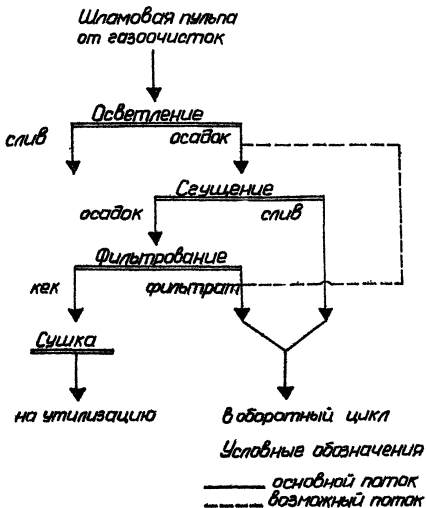 Шламовая пульпа
от газоочисток
Осветление
слив
осадок
Сгущение
осадок
слив
Фильтрование
кек
фильтрат
Сушка
на утилизацию
в оборотный цикл
Условные обозначения
основной поток
возможный поток